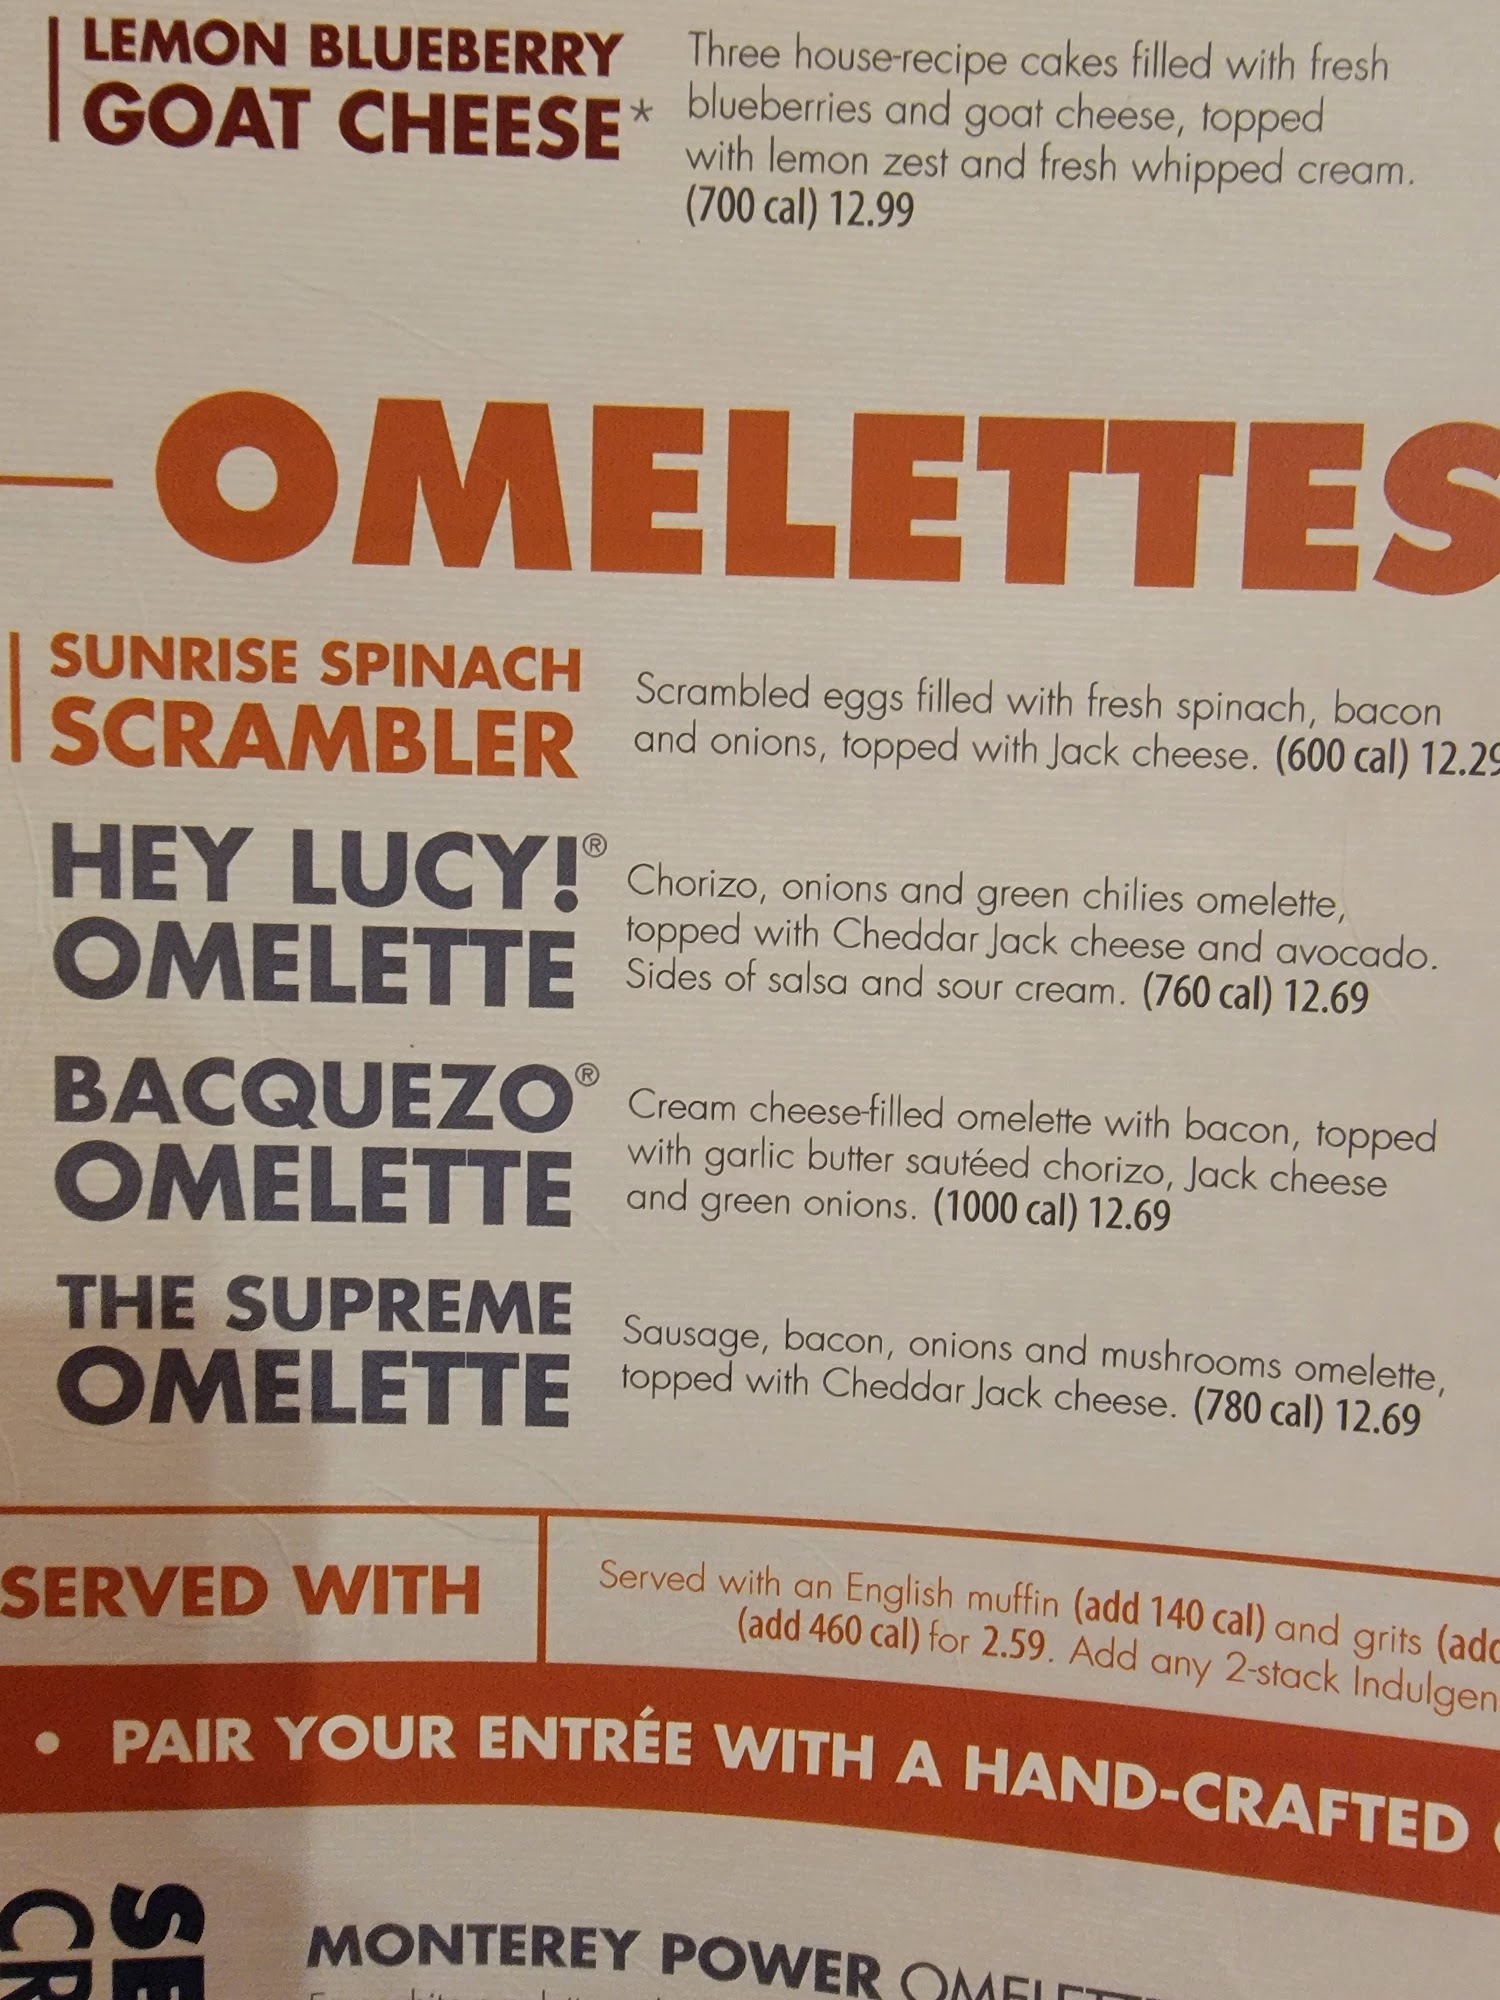 LEMON BLUEBERRY
GOAT CHEESE*
Three house-recipe cakes filled with fresh
blueberries and goat cheese, topped
with lemon zest and fresh whipped cream.
(700 cal) 12.99
OMELETTES
SUNRISE SPINACH
SCRAMBLER
Scrambled eggs filled with fresh spinach, bacon
and onions, topped with Jack cheese. (600 cal) 12.29
HEY LUCY!®
OMELETTE
Chorizo, onions and green chilies omelette,
topped with Cheddar Jack cheese and avocado.
Sides of salsa and sour cream. (760 cal) 12.69
BACQUEZO®
OMELETTE
Cream cheese-filled omelette with bacon, topped
with garlic butter sautéed chorizo, Jack cheese
and green onions. (1000 cal) 12.69
THE SUPREME
OMELETTE
Sausage, bacon, onions and mushrooms omelette,
topped with Cheddar Jack cheese. (780 cal) 12.69
SERVED WITH
Served with an English muffin (add 140 cal) and grits (add
(add 460 cal) for 2.59. Add any 2-stack Indulgen
• PAIR YOUR ENTRÉE WITH A HAND-CRAFTED
SE
CR
MONTEREY POWER OMELETT